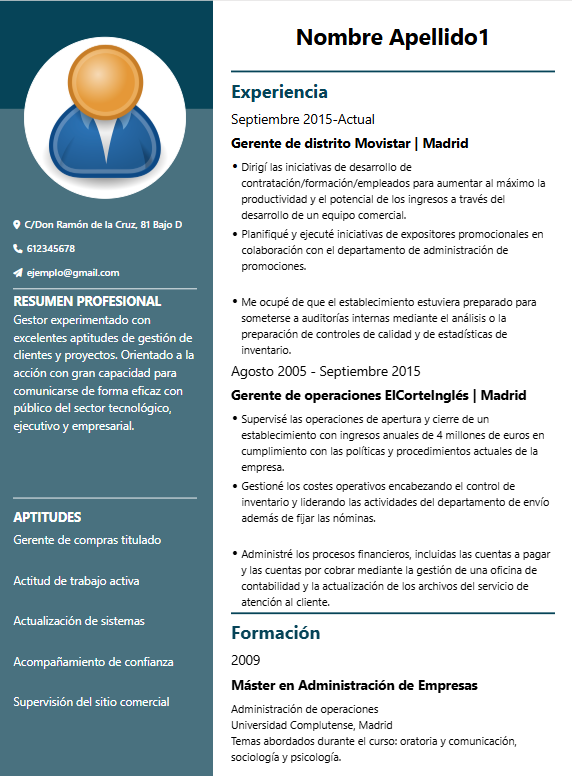 Nombre Apellido1
C/Don Ramón de la Cruz, 81 Bajo D
612345678
ejemplo@gmail.com
RESUMEN PROFESIONAL
Gestor experimentado con
excelentes aptitudes de gestión de
clientes y proyectos. Orientado a la
acción con gran capacidad para
comunicarse de forma eficaz con
público del sector tecnológico,
ejecutivo y empresarial.
APTITUDES
Gerente de compras titulado
Actitud de trabajo activa
Actualización de sistemas
Acompañamiento de confianza
Supervisión del sitio comercial
Experiencia
Septiembre 2015-Actual
Gerente de distrito Movistar | Madrid
• Dirigí las iniciativas de desarrollo de
contratación/formación/empleados para aumentar al máximo la
productividad y el potencial de los ingresos a través del
desarrollo de un equipo comercial.
• Planifiqué y ejecuté iniciativas de expositores promocionales en
colaboración con el departamento de administración de
promociones.
• Me ocupé de que el establecimiento estuviera preparado para
someterse a auditorías internas mediante el análisis o la
preparación de controles de calidad y de estadísticas de
inventario.
Agosto 2005 - Septiembre 2015
Gerente de operaciones ElCorteInglés | Madrid
• Supervisé las operaciones de apertura y cierre de un
establecimiento con ingresos anuales de 4 millones de euros en
cumplimiento con las políticas y procedimientos actuales de la
empresa.
• Gestioné los costes operativos encabezando el control de
inventario y liderando las actividades del departamento de envío
además de fijar las nóminas.
• Administré los procesos financieros, incluidas las cuentas a pagar
y las cuentas por cobrar mediante la gestión de una oficina de
contabilidad y la actualización de los archivos del servicio de
atención al cliente.
Formación
2009
Máster en Administración de Empresas
Administración de operaciones
Universidad Complutense, Madrid
Temas abordados durante el curso: oratoria y comunicación,
sociología y psicología.